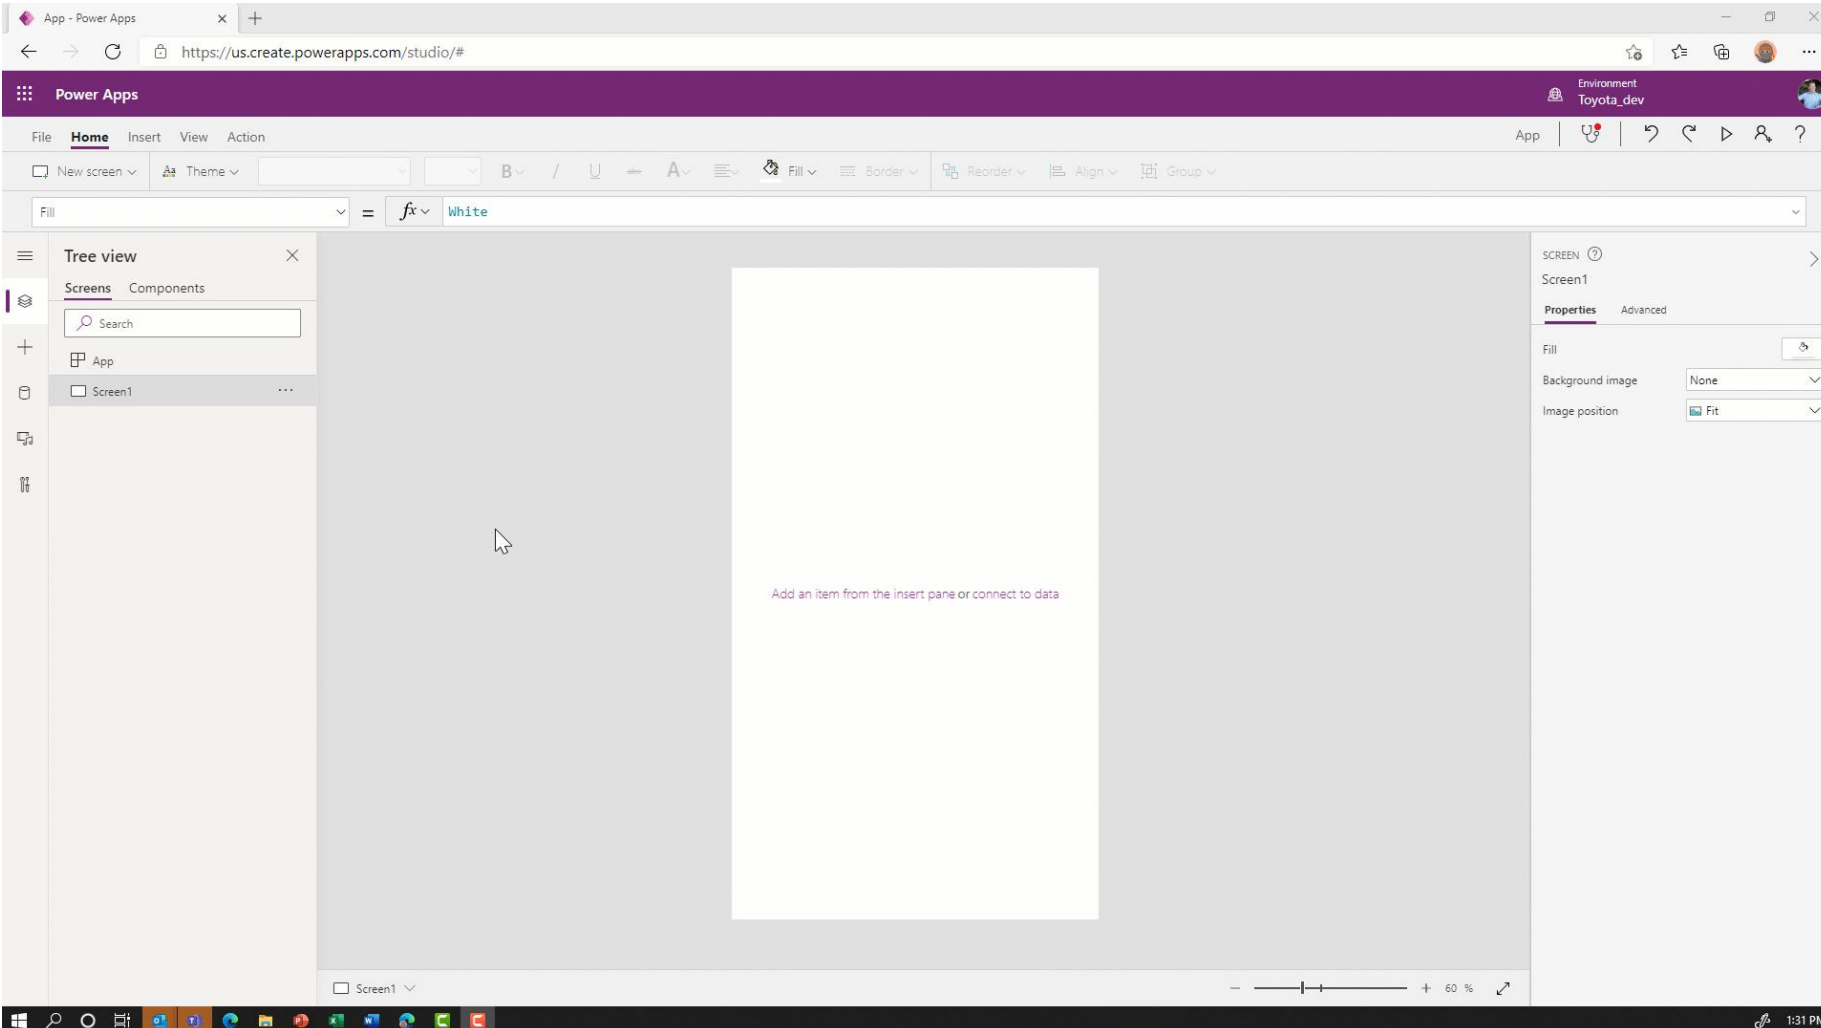 App - Power Apps
https://us.create.powerapps.com/studio/#
Power Apps
Environment
Toyota_dev
File Home Insert View Action
App
New screen Theme B / U abc A Fill Border Reorder Align Group
Fill = fx White
Tree view
Screens Components
Search
App
Screen1
Add an item from the insert pane or connect to data
SCREEN
Screen1
Properties Advanced
Fill
Background image None
Image position Fit
Screen1
60 %
1:31 PM